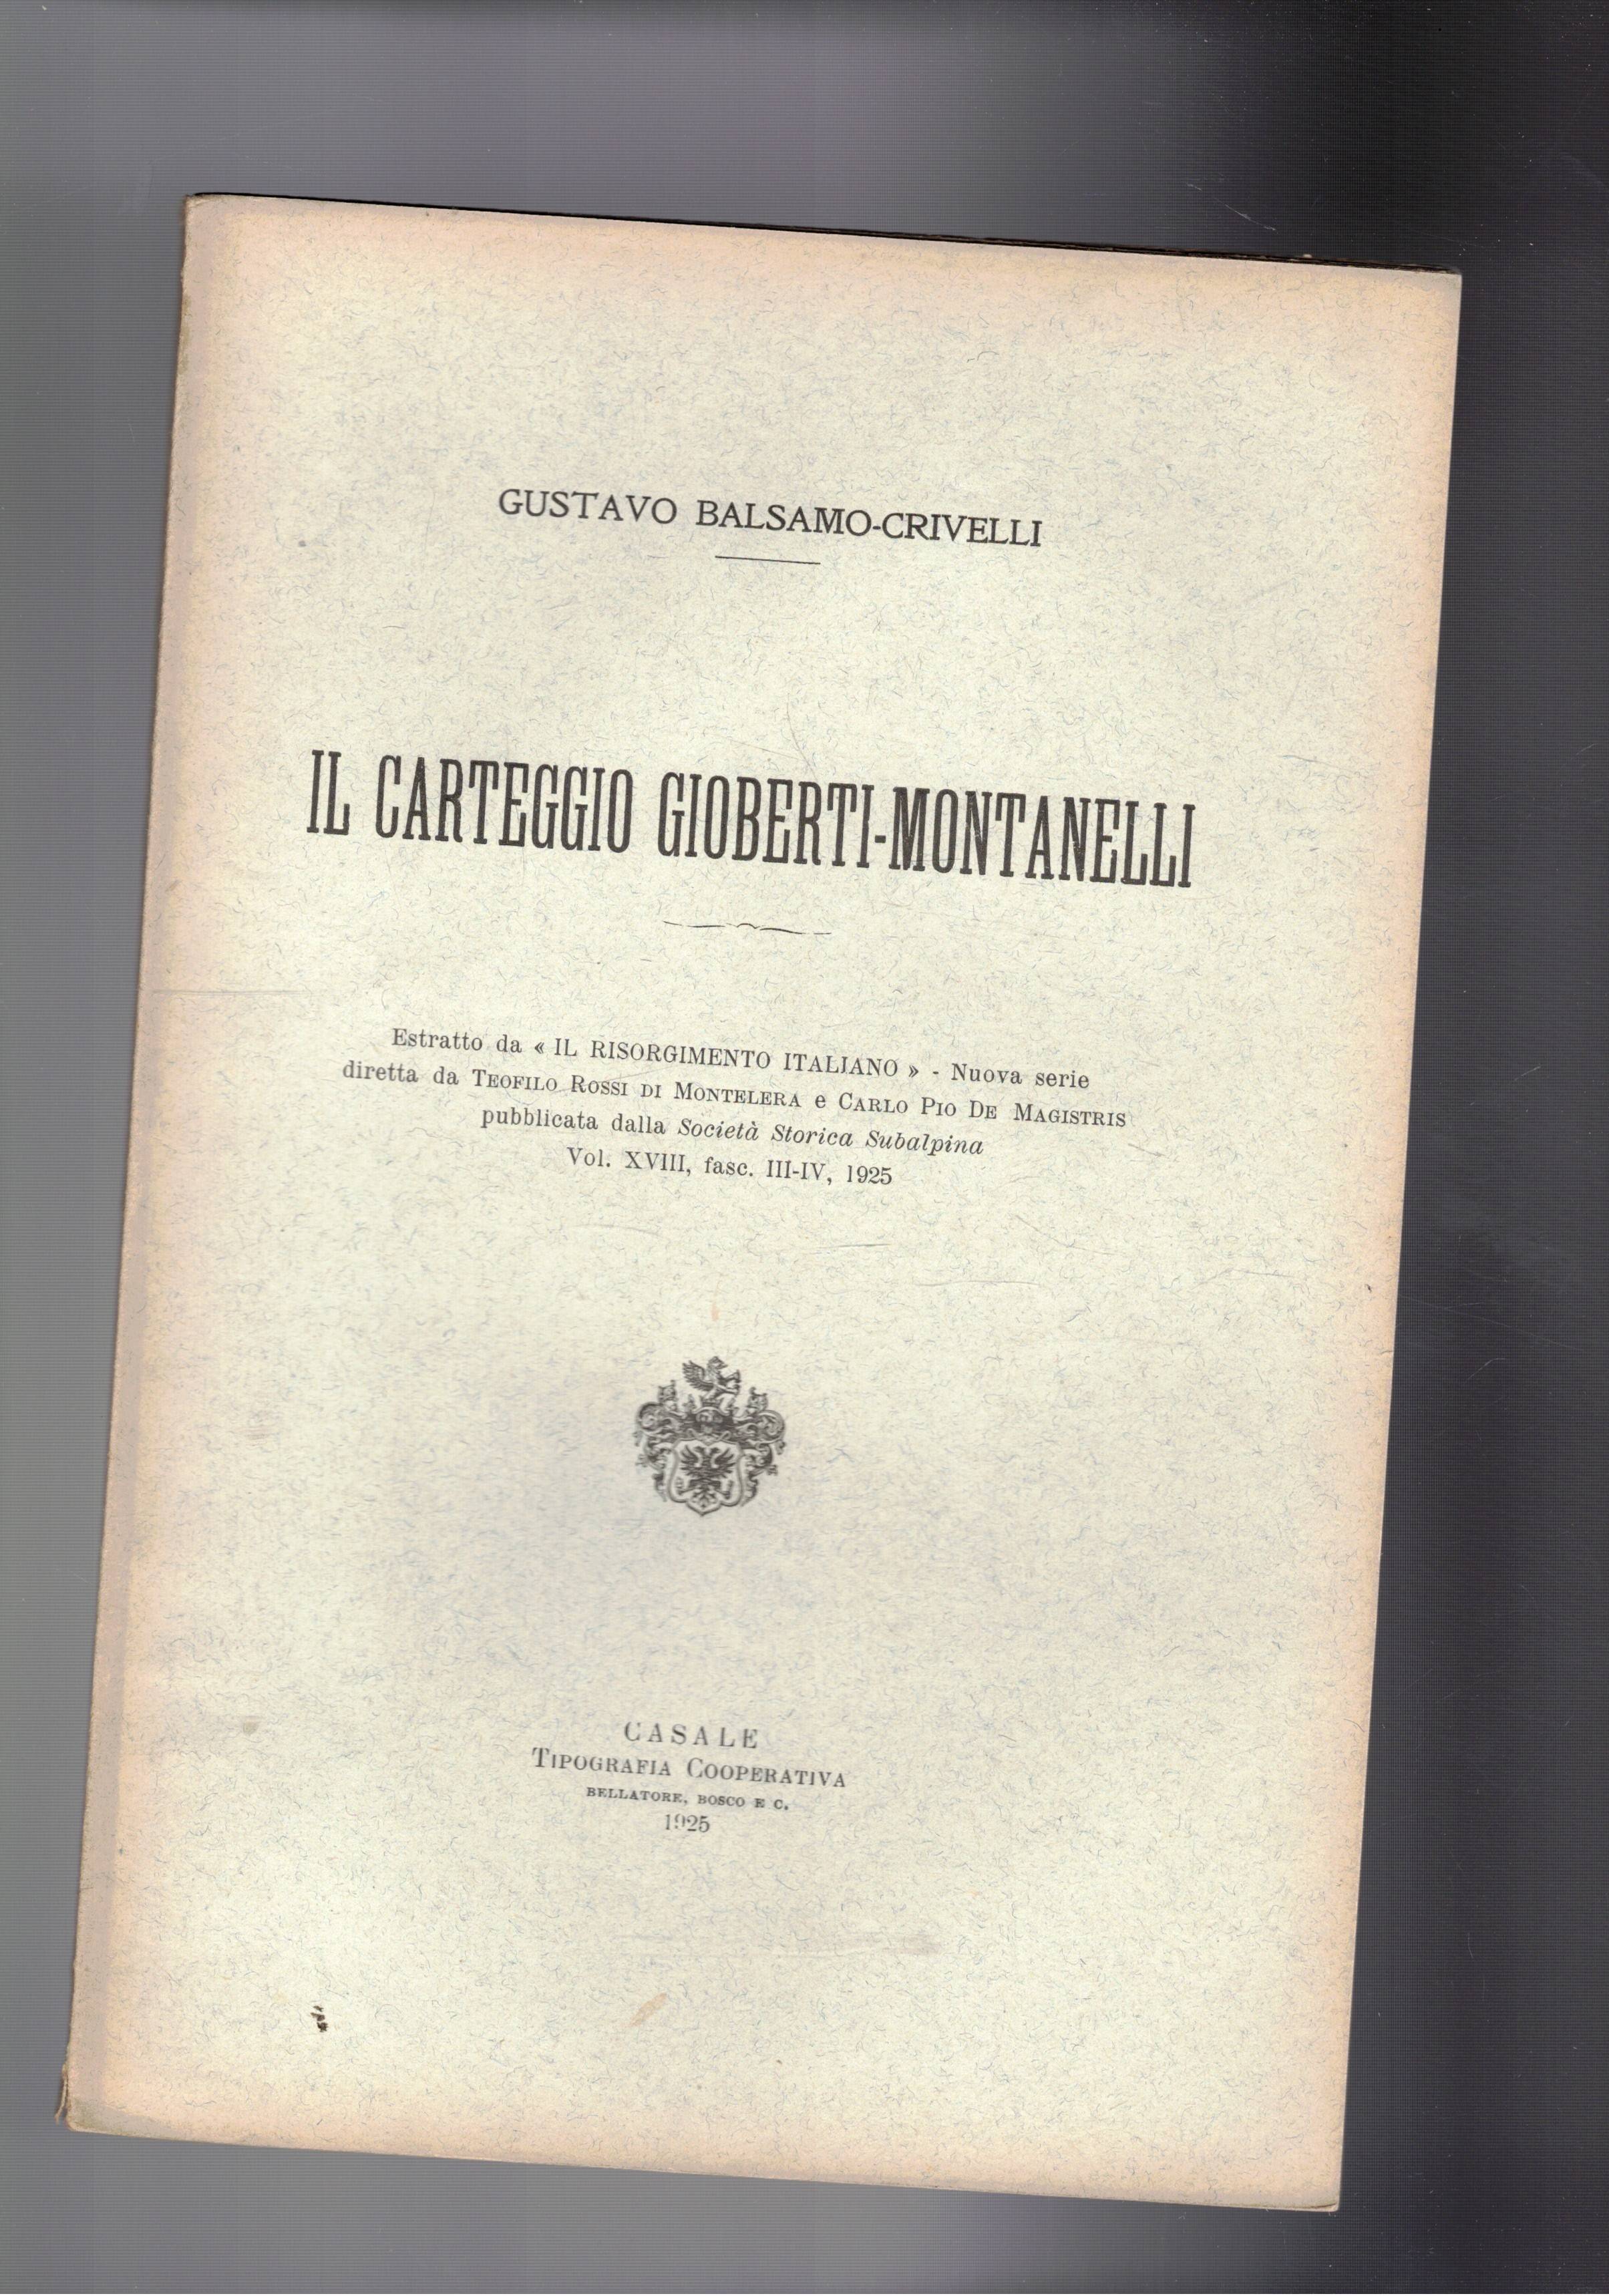 GUSTAVO BALSAMO-CRIVELLI
IL CARTEGGIO GIOBERTI-MONTANELLI
Estratto da « IL RISORGIMENTO ITALIANO » - Nuova serie
diretta da TEOFILO ROSSI DI MONTELERA e CARLO PIO DE MAGISTRIS
pubblicata dalla Società Storica Subalpina
Vol. XVIII, fasc. III-IV, 1925
CASALE
TIPOGRAFIA COOPERATIVA
BELLATORE, BOSCO E C.
1925